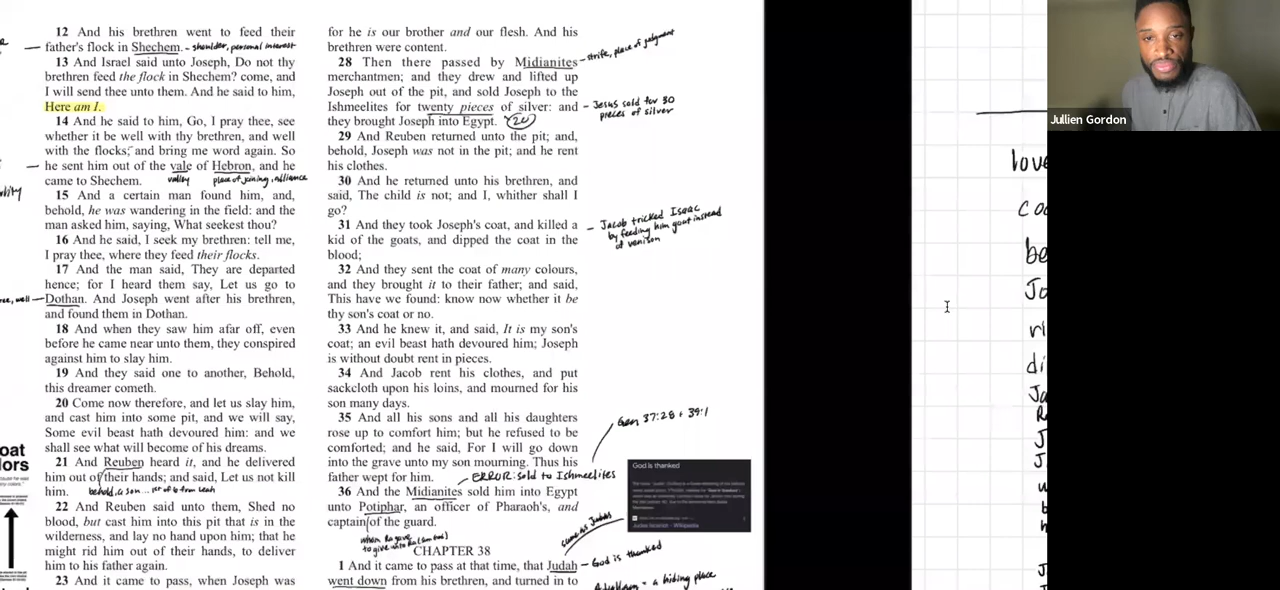 12 And his brethren went to feed their
father's flock in Shechem. - shoulder, personal interest
13 And Israel said unto Joseph, Do not thy
brethren feed the flock in Shechem? come, and
I will send thee unto them. And he said to him,
Here am I.
14 And he said to him, Go, I pray thee, see
whether it be well with thy brethren, and well
with the flocks; and bring me word again. So
he sent him out of the vale of Hebron, and he
came to Shechem. valley place of joining, alliance
15 And a certain man found him, and,
behold, he was wandering in the field: and the
man asked him, saying, What seekest thou?
16 And he said, I seek my brethren: tell me,
I pray thee, where they feed their flocks.
17 And the man said, They are departed
hence; for I heard them say, Let us go to
Dothan. And Joseph went after his brethren,
and found them in Dothan.
18 And when they saw him afar off, even
before he came near unto them, they conspired
against him to slay him.
19 And they said one to another, Behold,
this dreamer cometh.
20 Come now therefore, and let us slay him,
and cast him into some pit, and we will say,
Some evil beast hath devoured him: and we
shall see what will become of his dreams.
21 And Reuben heard it, and he delivered
him out of their hands; and said, Let us not kill
him. behold, a son ... 1st of 6 from Leah
22 And Reuben said unto them, Shed no
blood, but cast him into this pit that is in the
wilderness, and lay no hand upon him; that he
might rid him out of their hands, to deliver
him to his father again.
23 And it came to pass, when Joseph was
well
oat
lors
for he is our brother and our flesh. And his
brethren were content.
28 Then there passed by Midianites - strife, place of judgment
merchantmen; and they drew and lifted up
Joseph out of the pit, and sold Joseph to the
Ishmeelites for twenty pieces of silver: and
they brought Joseph into Egypt. 20
- Jesus sold for 30
pieces of silver
29 And Reuben returned unto the pit; and,
behold, Joseph was not in the pit; and he rent
his clothes.
30 And he returned unto his brethren, and
said, The child is not; and I, whither shall I
go?
31 And they took Joseph's coat, and killed a
kid of the goats, and dipped the coat in the
blood;
- Jacob tricked Isaac
by feeding him goat instead
of venison
32 And they sent the coat of many colours,
and they brought it to their father; and said,
This have we found: know now whether it be
thy son's coat or no.
33 And he knew it, and said, It is my son's
coat; an evil beast hath devoured him; Joseph
is without doubt rent in pieces.
34 And Jacob rent his clothes, and put
sackcloth upon his loins, and mourned for his
son many days.
35 And all his sons and all his daughters
rose up to comfort him; but he refused to be
comforted; and he said, For I will go down
into the grave unto my son mourning. Thus his
father wept for him.
Gen 37:28 + 39:1
ERROR: sold to Ishmeelites
36 And the Midianites sold him into Egypt
unto Potiphar, an officer of Pharaoh's, and
captain of the guard.
whom Ra gave
same as Judas
CHAPTER 38
1 And it came to pass at that time, that Judah - God is thanked
went down from his brethren, and turned in to
= a hiding place
God is thanked
Jullien Gordon
love